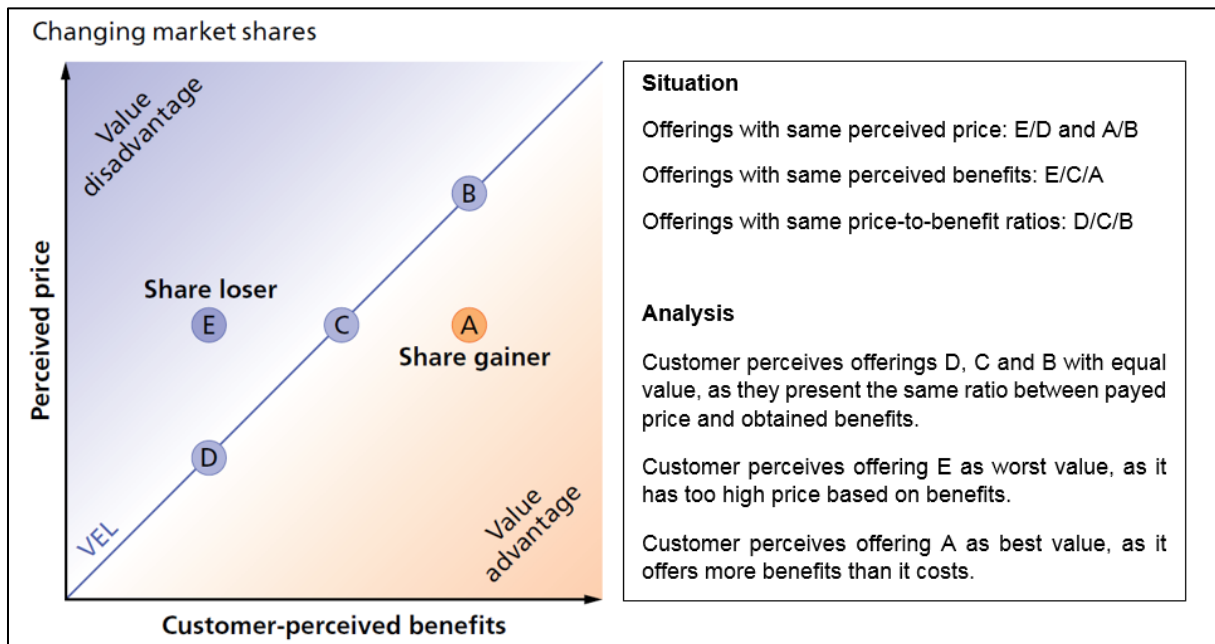 Changing market shares
Value
disadvantage
B
Share loser
E
C
A
Share gainer
D
VEL
Value
advantage
Perceived price
Customer-perceived benefits
Situation
Offerings with same perceived price: E/D and A/B
Offerings with same perceived benefits: E/C/A
Offerings with same price-to-benefit ratios: D/C/B
Analysis
Customer perceives offerings D, C and B with equal
value, as they present the same ratio between payed
price and obtained benefits.
Customer perceives offering E as worst value, as it
has too high price based on benefits.
Customer perceives offering A as best value, as it
offers more benefits than it costs.